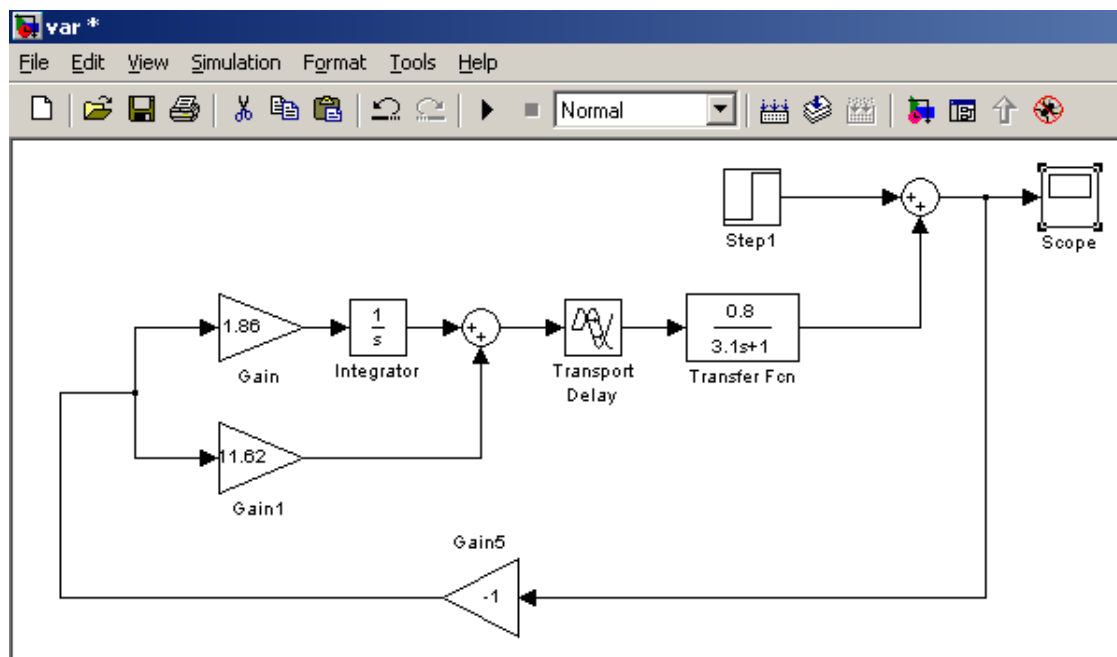 var *
File Edit View Simulation Format Tools Help
Normal
Step1
Scope
1.86
Gain
1
s
Integrator
Transport
Delay
0.8
3.1s+1
Transfer Fcn
11.62
Gain1
Gain5
-1